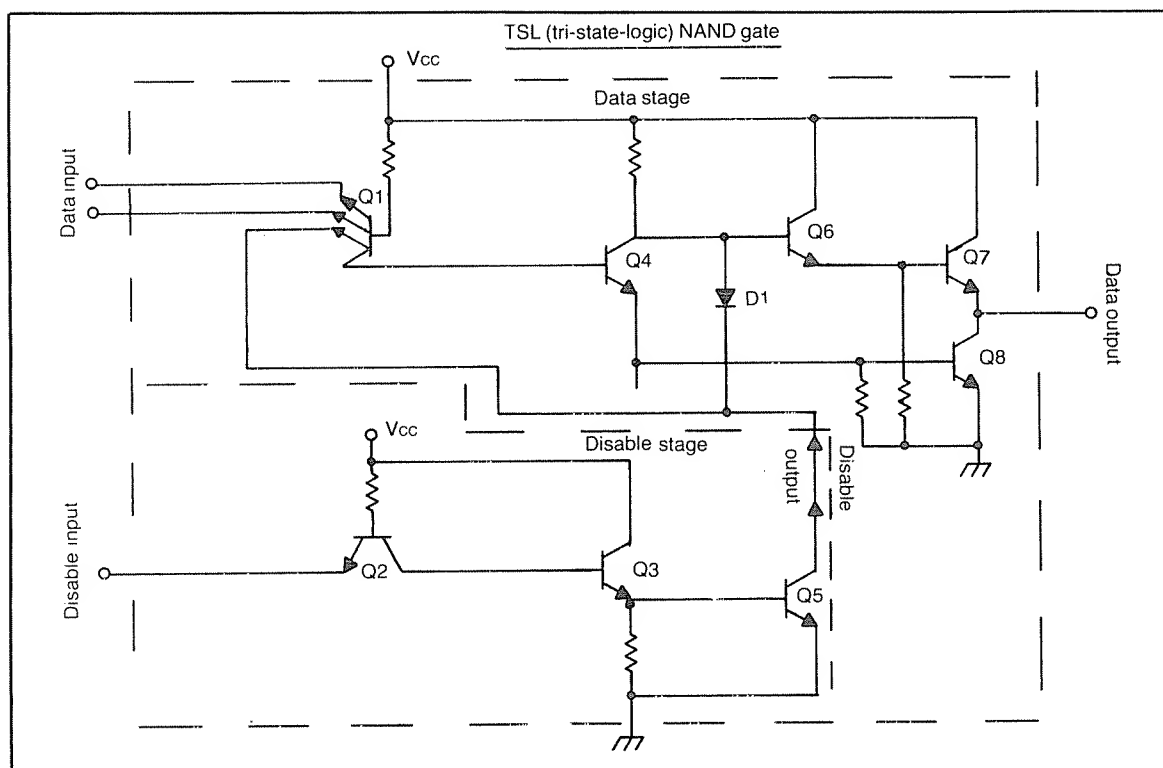 TSL (tri-state-logic) NAND gate
Vcc
Data stage
Data input
Q1
Q4
Q6
Q7
D1
Q8
Data output
Vcc
Disable stage
Disable
output
Disable input
Q2
Q3
Q5